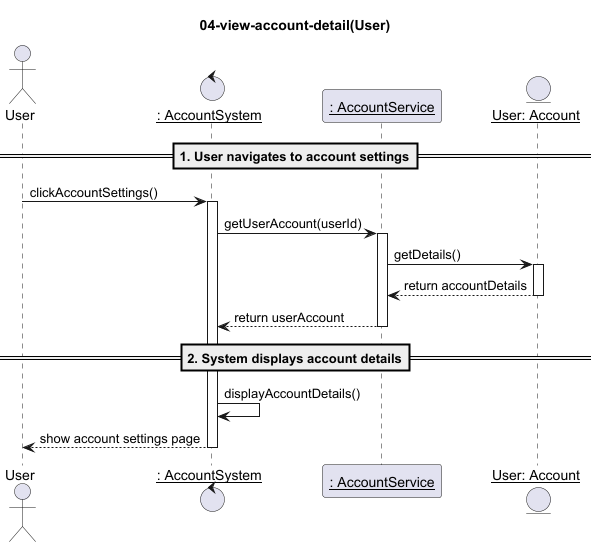 04-view-account-detail(User)
User
: AccountSystem
: AccountService
User: Account
1. User navigates to account settings
clickAccountSettings()
getUserAccount(userId)
getDetails()
return accountDetails
return userAccount
2. System displays account details
displayAccountDetails()
show account settings page
User
: AccountSystem
: AccountService
User: Account